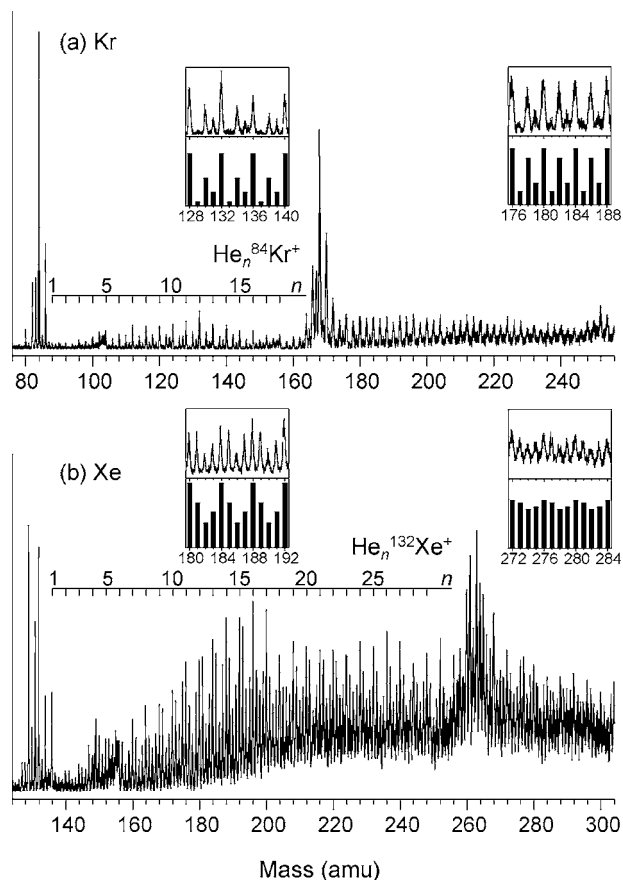 (a) Kr
128 132 136 140
176 180 184 188
Heₙ⁸⁴Kr⁺
1 5 10 15 n
80 100 120 140 160 180 200 220 240
(b) Xe
180 184 188 192
272 276 280 284
Heₙ¹³²Xe⁺
1 5 10 15 20 25 n
140 160 180 200 220 240 260 280 300
Mass (amu)